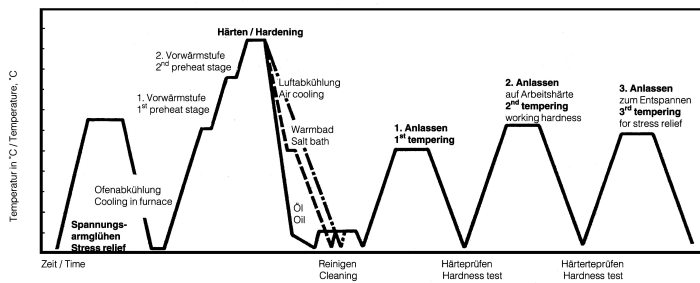 Härten / Hardening
2. Vorwärmstufe
2nd preheat stage
Luftabkühlung
Air cooling
1. Vorwärmstufe
1st preheat stage
Warmbad
Salt bath
1. Anlassen
1st tempering
2. Anlassen
auf Arbeitshärte
2nd tempering
working hardness
3. Anlassen
zum Entspannen
3rd tempering
for stress relief
Temperatur in °C / Temperature, °C
Ofenabkühlung
Cooling in furnace
Öl
Oil
Spannungs-
armglühen
Stress relief
Zeit / Time
Reinigen
Cleaning
Härteprüfen
Hardness test
Härterteprüfen
Hardness test